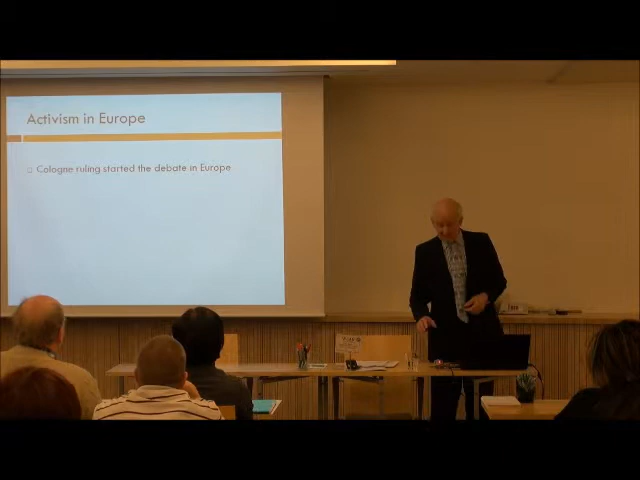 Activism in Europe
Cologne ruling started the debate in Europe